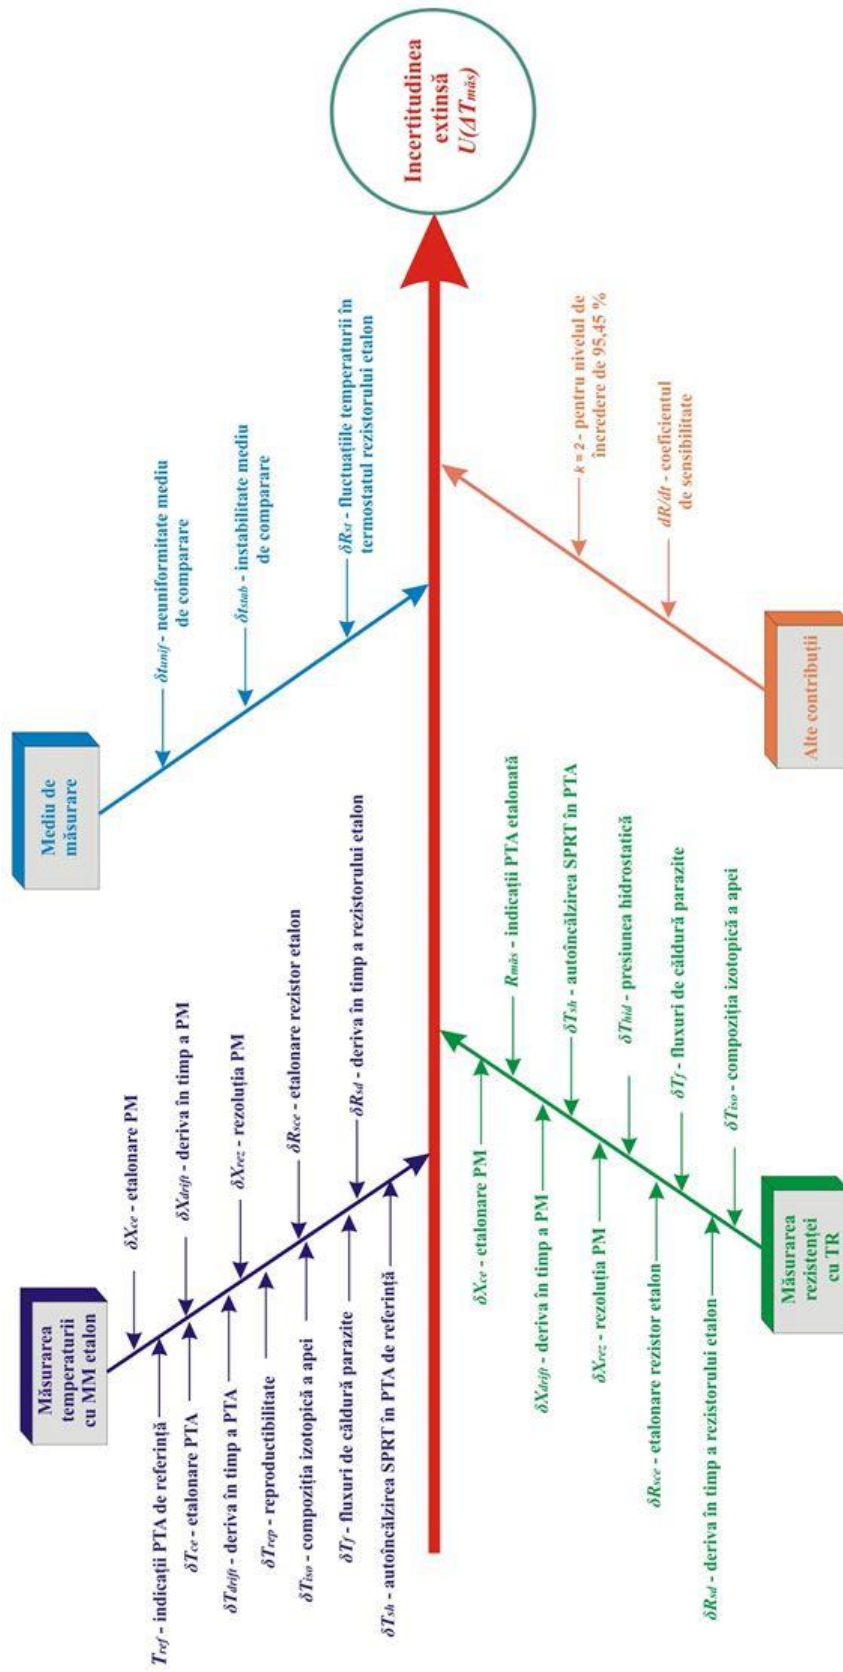 Măsurarea
temperaturii
cu MM etalon
δXce - etalonare PM
Tref - indicații PTA de referință
δXdrift - deriva în timp a PM
δTce - etalonare PTA
δXrez - rezoluția PM
δTdrift - deriva în timp a PTA
δTrep - reproductibilitate
δRsce - etalonare rezistor etalon
δTiso - compoziția izotopică a apei
δRsd - deriva în timp a rezistorului etalon
δTf - fluxuri de căldură parazite
δTsh - autoîncălzirea SPRT în PTA de referință
Mediu de
măsurare
δtunif - neuniformitate mediu
de comparare
δtstab - instabilitate mediu
de comparare
δRst - fluctuațiile temperaturii în
termostatul rezistorului etalon
Incertitudinea
extinsă
U(ΔTmăs)
δXce - etalonare PM
Rmăs - indicații PTA etalonată
δXdrift - deriva în timp a PM
δTsh - autoîncălzirea SPRT în PTA
δXrez - rezoluția PM
δThid - presiunea hidrostatică
δRsce - etalonare rezistor etalon
δTf - fluxuri de căldură parazite
δRsd - deriva în timp a rezistorului etalon
δTiso - compoziția izotopică a apei
Măsurarea
rezistenței
cu TR
k = 2 - pentru nivelul de
încredere de 95,45 %
dR/dt - coeficientul
de sensibilitate
Alte contribuții